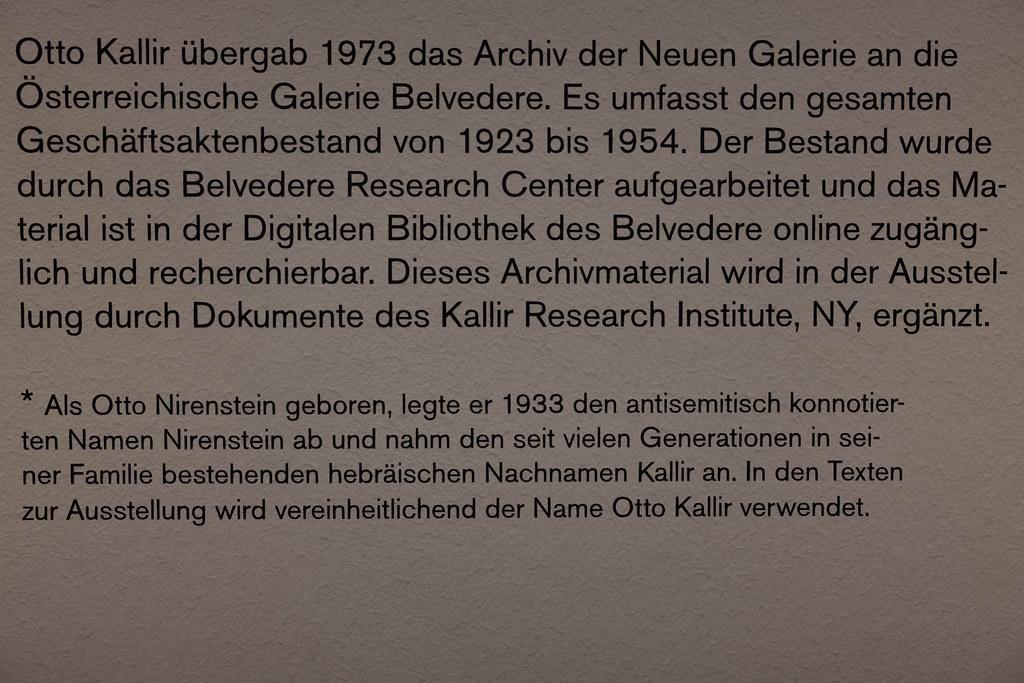 Otto Kallir übergab 1973 das Archiv der Neuen Galerie an die
Österreichische Galerie Belvedere. Es umfasst den gesamten
Geschäftsaktenbestand von 1923 bis 1954. Der Bestand wurde
durch das Belvedere Research Center aufgearbeitet und das Ma-
terial ist in der Digitalen Bibliothek des Belvedere online zugäng-
lich und recherchierbar. Dieses Archivmaterial wird in der Ausstel-
lung durch Dokumente des Kallir Research Institute, NY, ergänzt.
* Als Otto Nirenstein geboren, legte er 1933 den antisemitisch konnotier-
ten Namen Nirenstein ab und nahm den seit vielen Generationen in sei-
ner Familie bestehenden hebräischen Nachnamen Kallir an. In den Texten
zur Ausstellung wird vereinheitlichend der Name Otto Kallir verwendet.